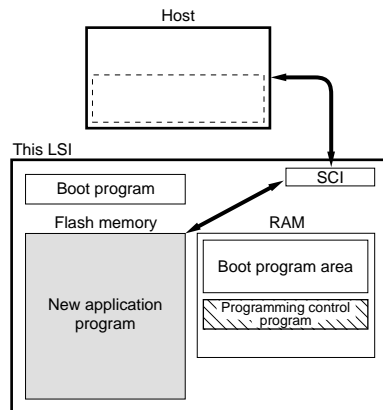 Host
This LSI
SCI
Boot program
Flash memory
RAM
New application
program
Boot program area
Programming control
program